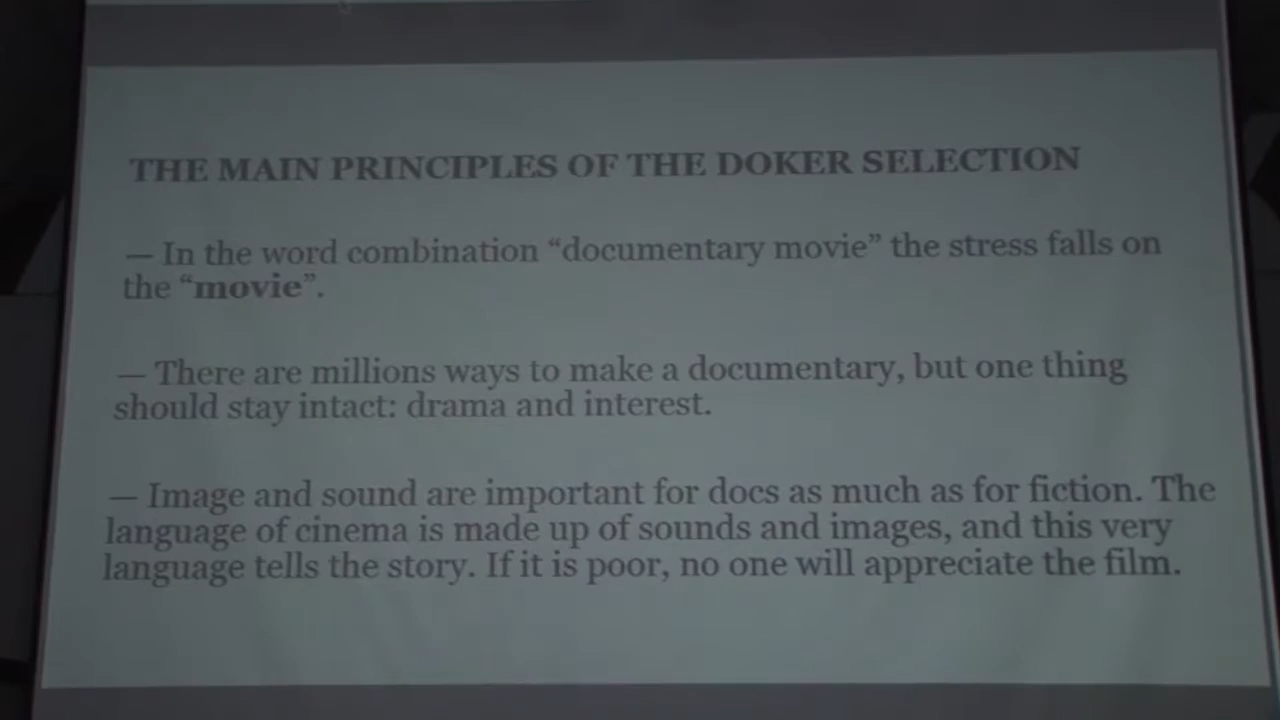 THE MAIN PRINCIPLES OF THE DOKER SELECTION
— In the word combination “documentary movie” the stress falls on
the “movie”.
— There are millions ways to make a documentary, but one thing
should stay intact: drama and interest.
— Image and sound are important for docs as much as for fiction. The
language of cinema is made up of sounds and images, and this very
language tells the story. If it is poor, no one will appreciate the film.